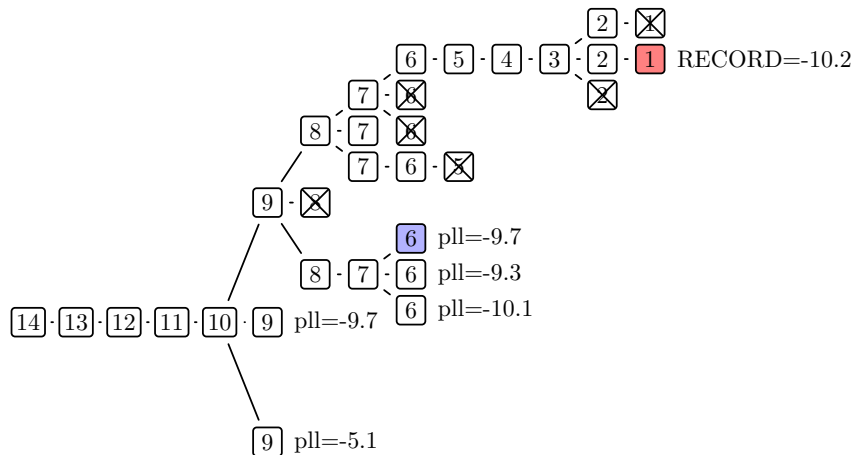 2 1
6 5 4 3 2 1 RECORD=-10.2
7 6 2
8 7 6
7 6 5
9 8
6 pll=-9.7
8 7 6 pll=-9.3
6 pll=-10.1
14 13 12 11 10 9 pll=-9.7
9 pll=-5.1